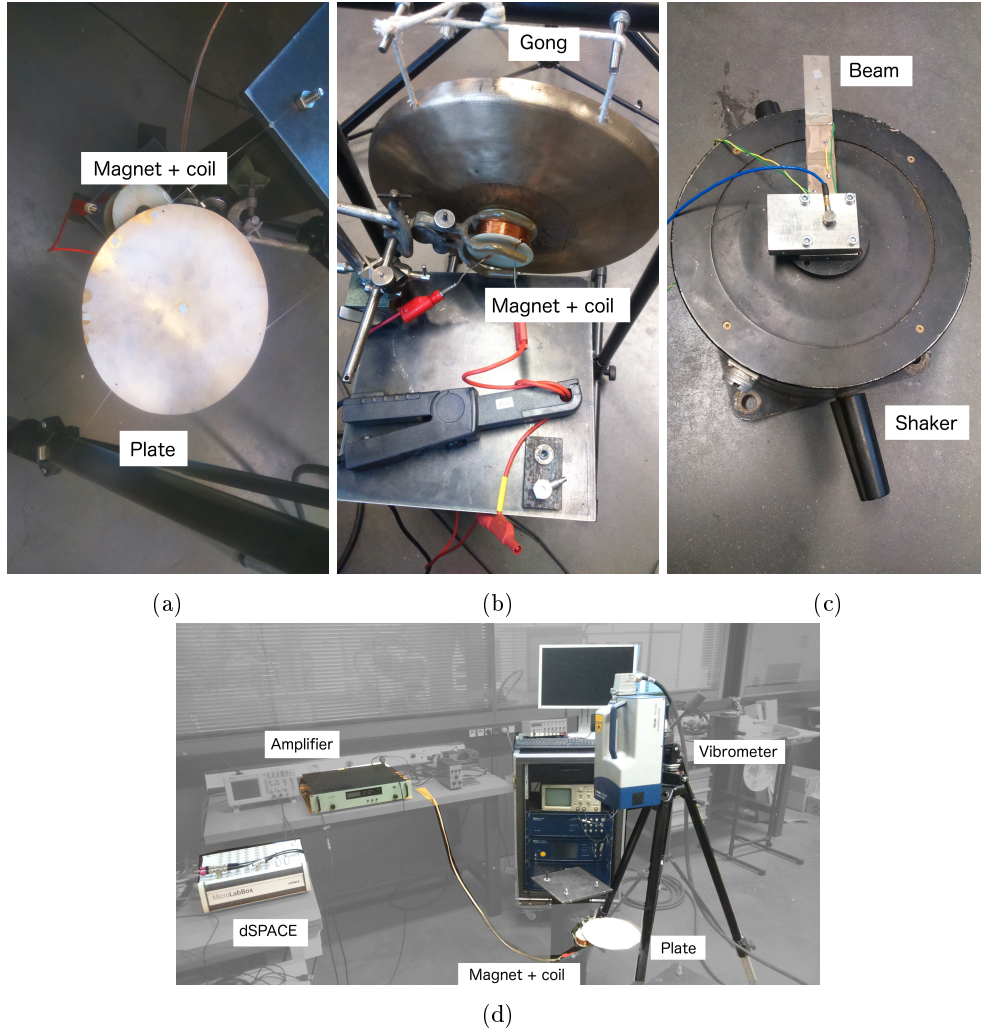 Gong
Beam
Magnet + coil
Magnet + coil
Shaker
Plate
(a)
(b)
(c)
Amplifier
Vibrometer
MicroLabBox
dSPACE
Plate
Magnet + coil
(d)